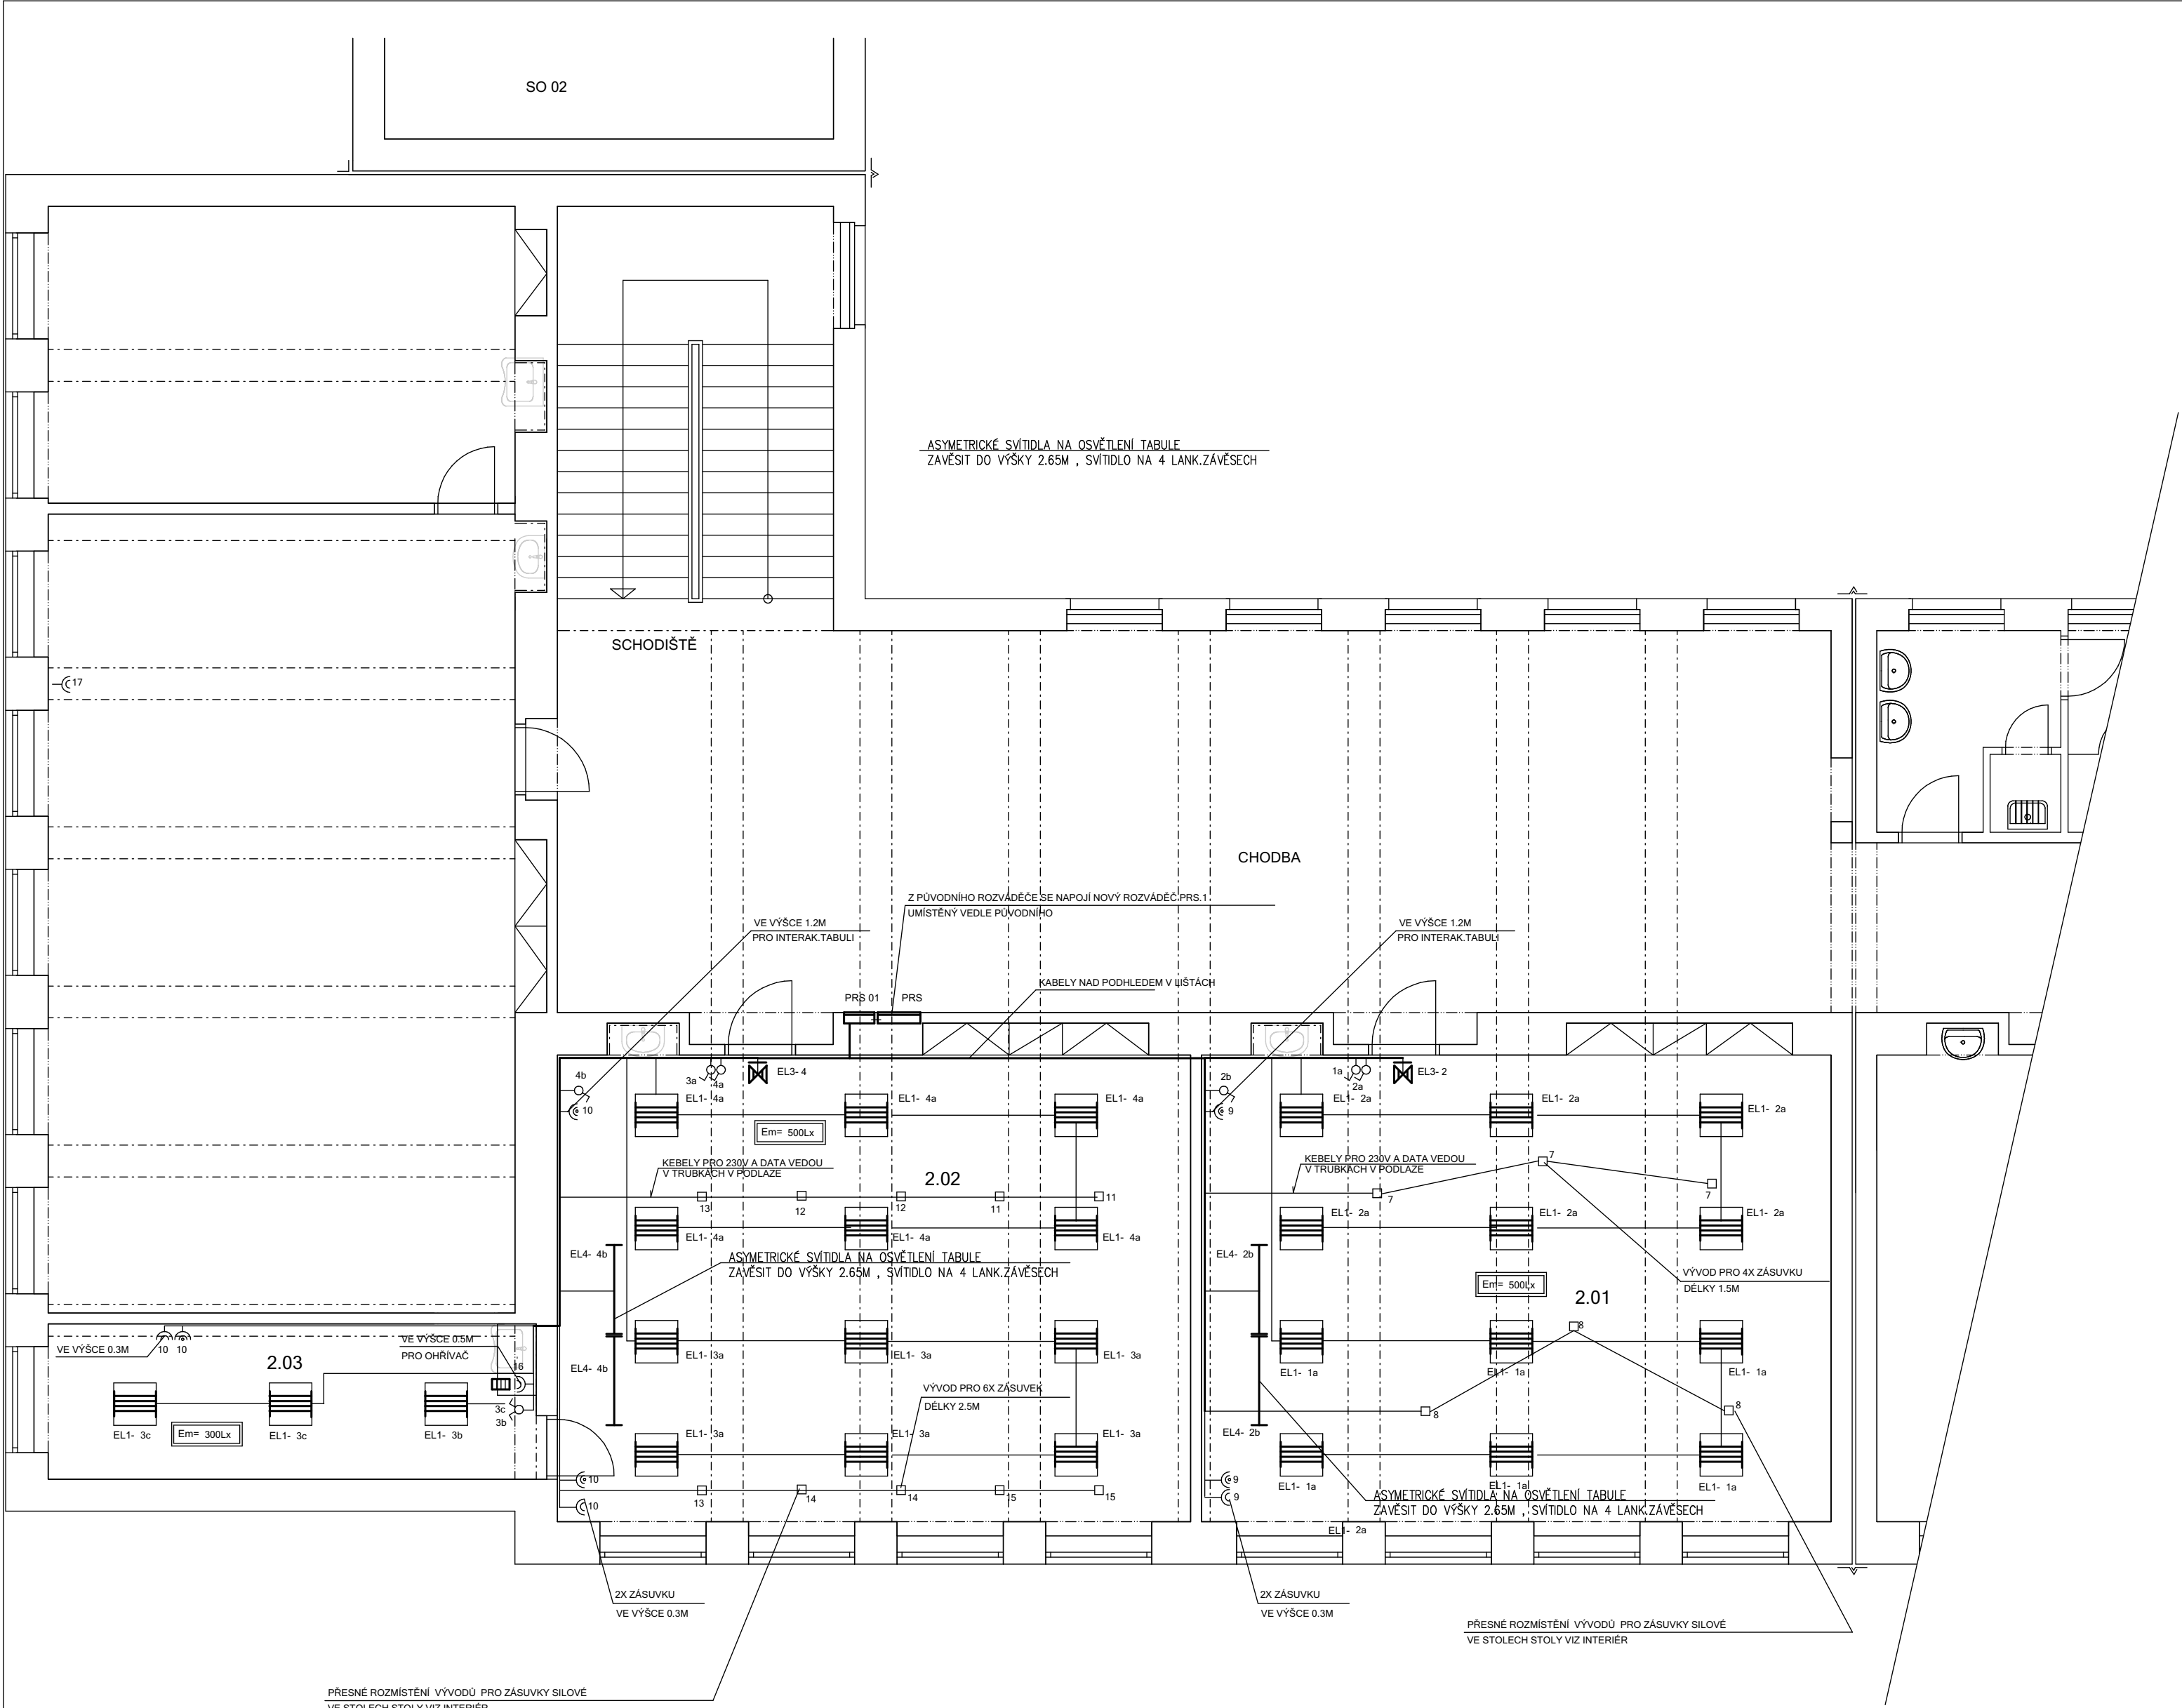 SO 02
ASYMETRICKÉ SVÍTIDLA NA OSVĚTLENÍ TABULE
ZAVĚSIT DO VÝŠKY 2.65M , SVÍTIDLO NA 4 LANK.ZÁVĚSECH
SCHODIŠTĚ
17
CHODBA
Z PŮVODNÍHO ROZVÁDĚČE SE NAPOJÍ NOVÝ ROZVÁDĚČ PRS.1
UMÍSTĚNÝ VEDLE PŮVODNÍHO
VE VÝŠCE 1.2M
PRO INTERAK.TABULI
VE VÝŠCE 1.2M
PRO INTERAK.TABULI
KABELY NAD PODHLEDEM V LIŠTÁCH
PRS 01
PRS
4b
3a
4a
EL3- 4
10
EL1- 4a
EL1- 4a
EL1- 4a
Em= 500Lx
KEBELY PRO 230V A DATA VEDOU
V TRUBKÁCH V PODLAZE
2.02
13
12
12
11
11
EL1- 4a
EL1- 4a
EL1- 4a
EL4- 4b
ASYMETRICKÉ SVÍTIDLA NA OSVĚTLENÍ TABULE
ZAVĚSIT DO VÝŠKY 2.65M , SVÍTIDLO NA 4 LANK.ZÁVĚSECH
EL1- 3a
EL1- 3a
EL1- 3a
EL4- 4b
VÝVOD PRO 6X ZÁSUVEK
DÉLKY 2.5M
EL1- 3a
EL1- 3a
EL1- 3a
10
10
13
14
14
15
15
2b
1a
2a
EL3- 2
9
EL1- 2a
EL1- 2a
EL1- 2a
KEBELY PRO 230V A DATA VEDOU
V TRUBKÁCH V PODLAZE
7
7
7
EL1- 2a
EL1- 2a
EL1- 2a
EL4- 2b
VÝVOD PRO 4X ZÁSUVKU
DÉLKY 1.5M
Em= 500Lx
2.01
8
EL1- 1a
EL1- 1a
EL1- 1a
8
8
EL4- 2b
9
9
EL1- 1a
EL1- 1a
EL1- 1a
ASYMETRICKÉ SVÍTIDLA NA OSVĚTLENÍ TABULE
ZAVĚSIT DO VÝŠKY 2.65M , SVÍTIDLO NA 4 LANK.ZÁVĚSECH
EL1- 2a
VE VÝŠCE 0.3M
10
10
2.03
VE VÝŠCE 0.5M
PRO OHŘÍVAČ
16
3c
3b
EL1- 3c
Em= 300Lx
EL1- 3c
EL1- 3b
2X ZÁSUVKU
VE VÝŠCE 0.3M
2X ZÁSUVKU
VE VÝŠCE 0.3M
PŘESNÉ ROZMÍSTĚNÍ VÝVODŮ PRO ZÁSUVKY SILOVÉ
VE STOLECH STOLY VIZ INTERIÉR
PŘESNÉ ROZMÍSTĚNÍ VÝVODŮ PRO ZÁSUVKY SILOVÉ
VE STOLECH STOLY VIZ INTERIÉR